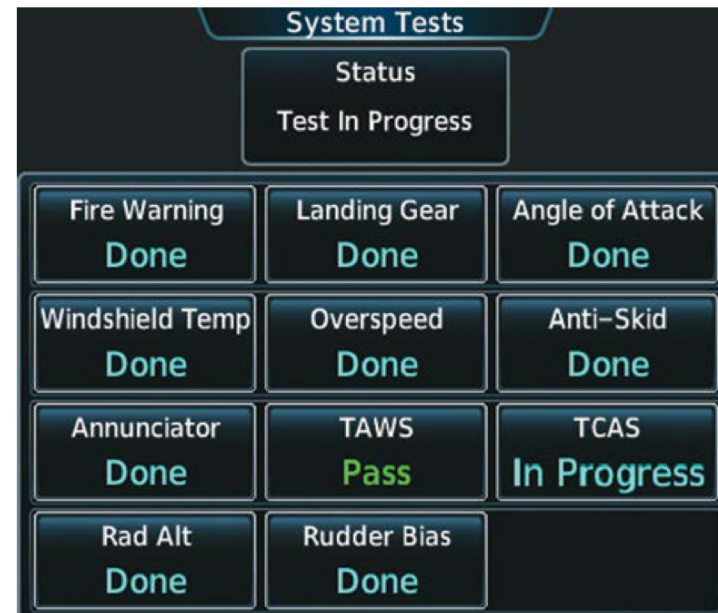 System Tests
Status
Test In Progress
Fire Warning
Done
Landing Gear
Done
Angle of Attack
Done
Windshield Temp
Done
Overspeed
Done
Anti-Skid
Done
Annunciator
Done
TAWS
Pass
TCAS
In Progress
Rad Alt
Done
Rudder Bias
Done